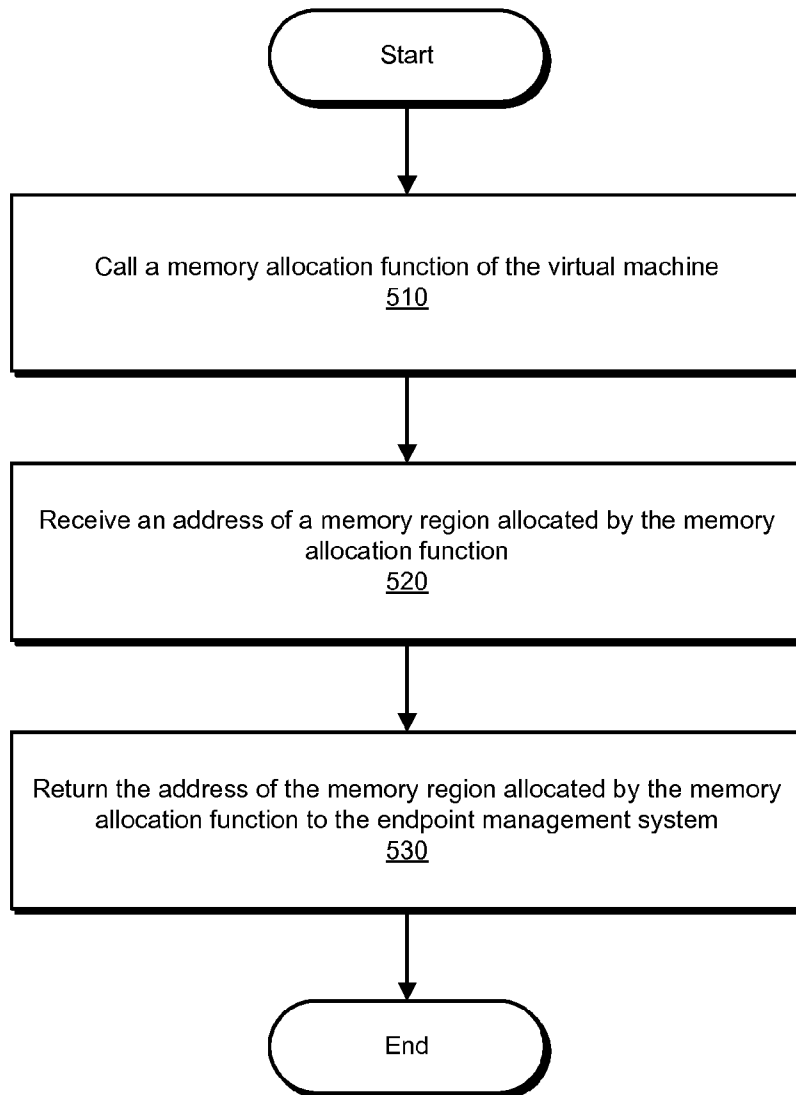 Start
Call a memory allocation function of the virtual machine
510
Receive an address of a memory region allocated by the memory
allocation function
520
Return the address of the memory region allocated by the memory
allocation function to the endpoint management system
530
End